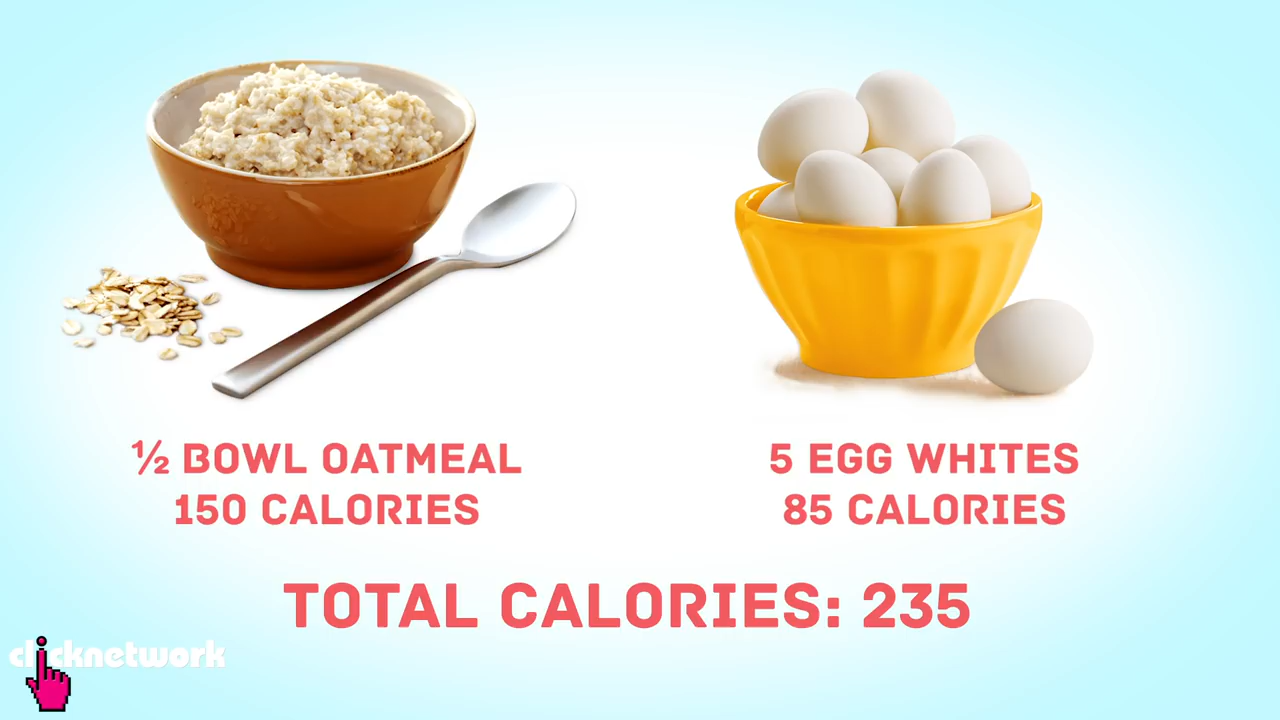 ½ BOWL OATMEAL
150 CALORIES
5 EGG WHITES
85 CALORIES
TOTAL CALORIES: 235
clicknetwork